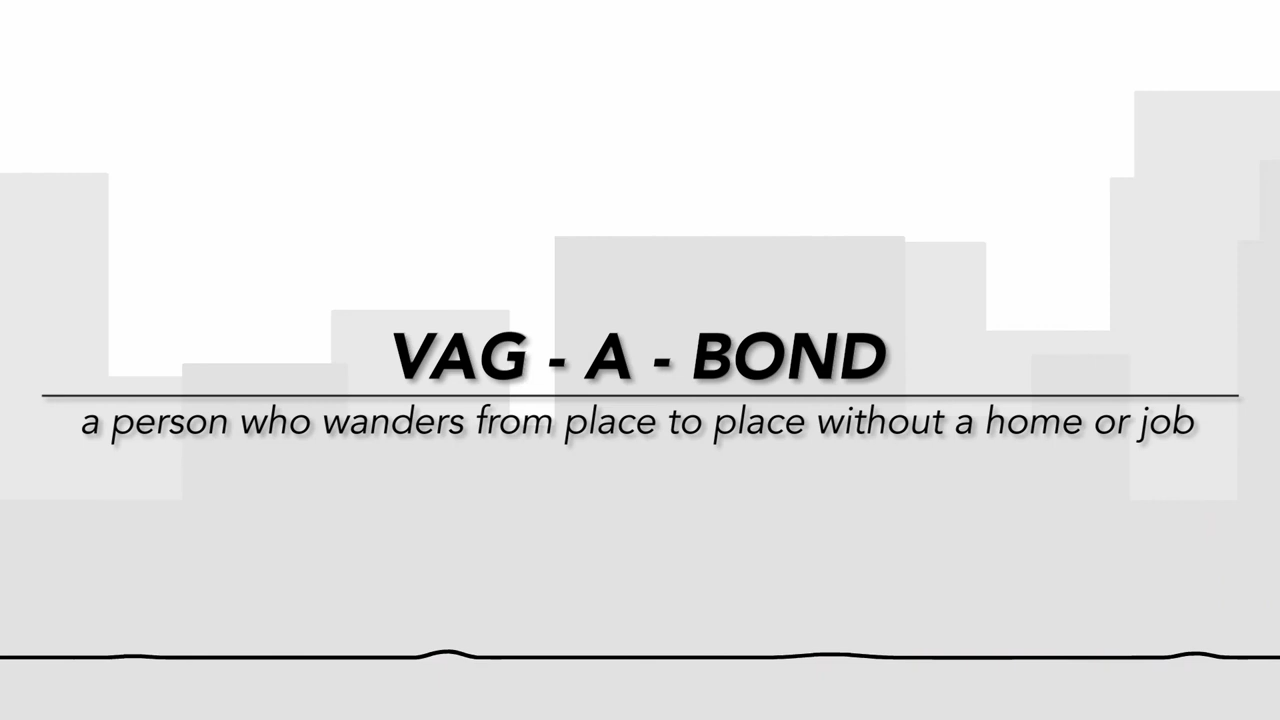 VAG - A - BOND
a person who wanders from place to place without a home or job